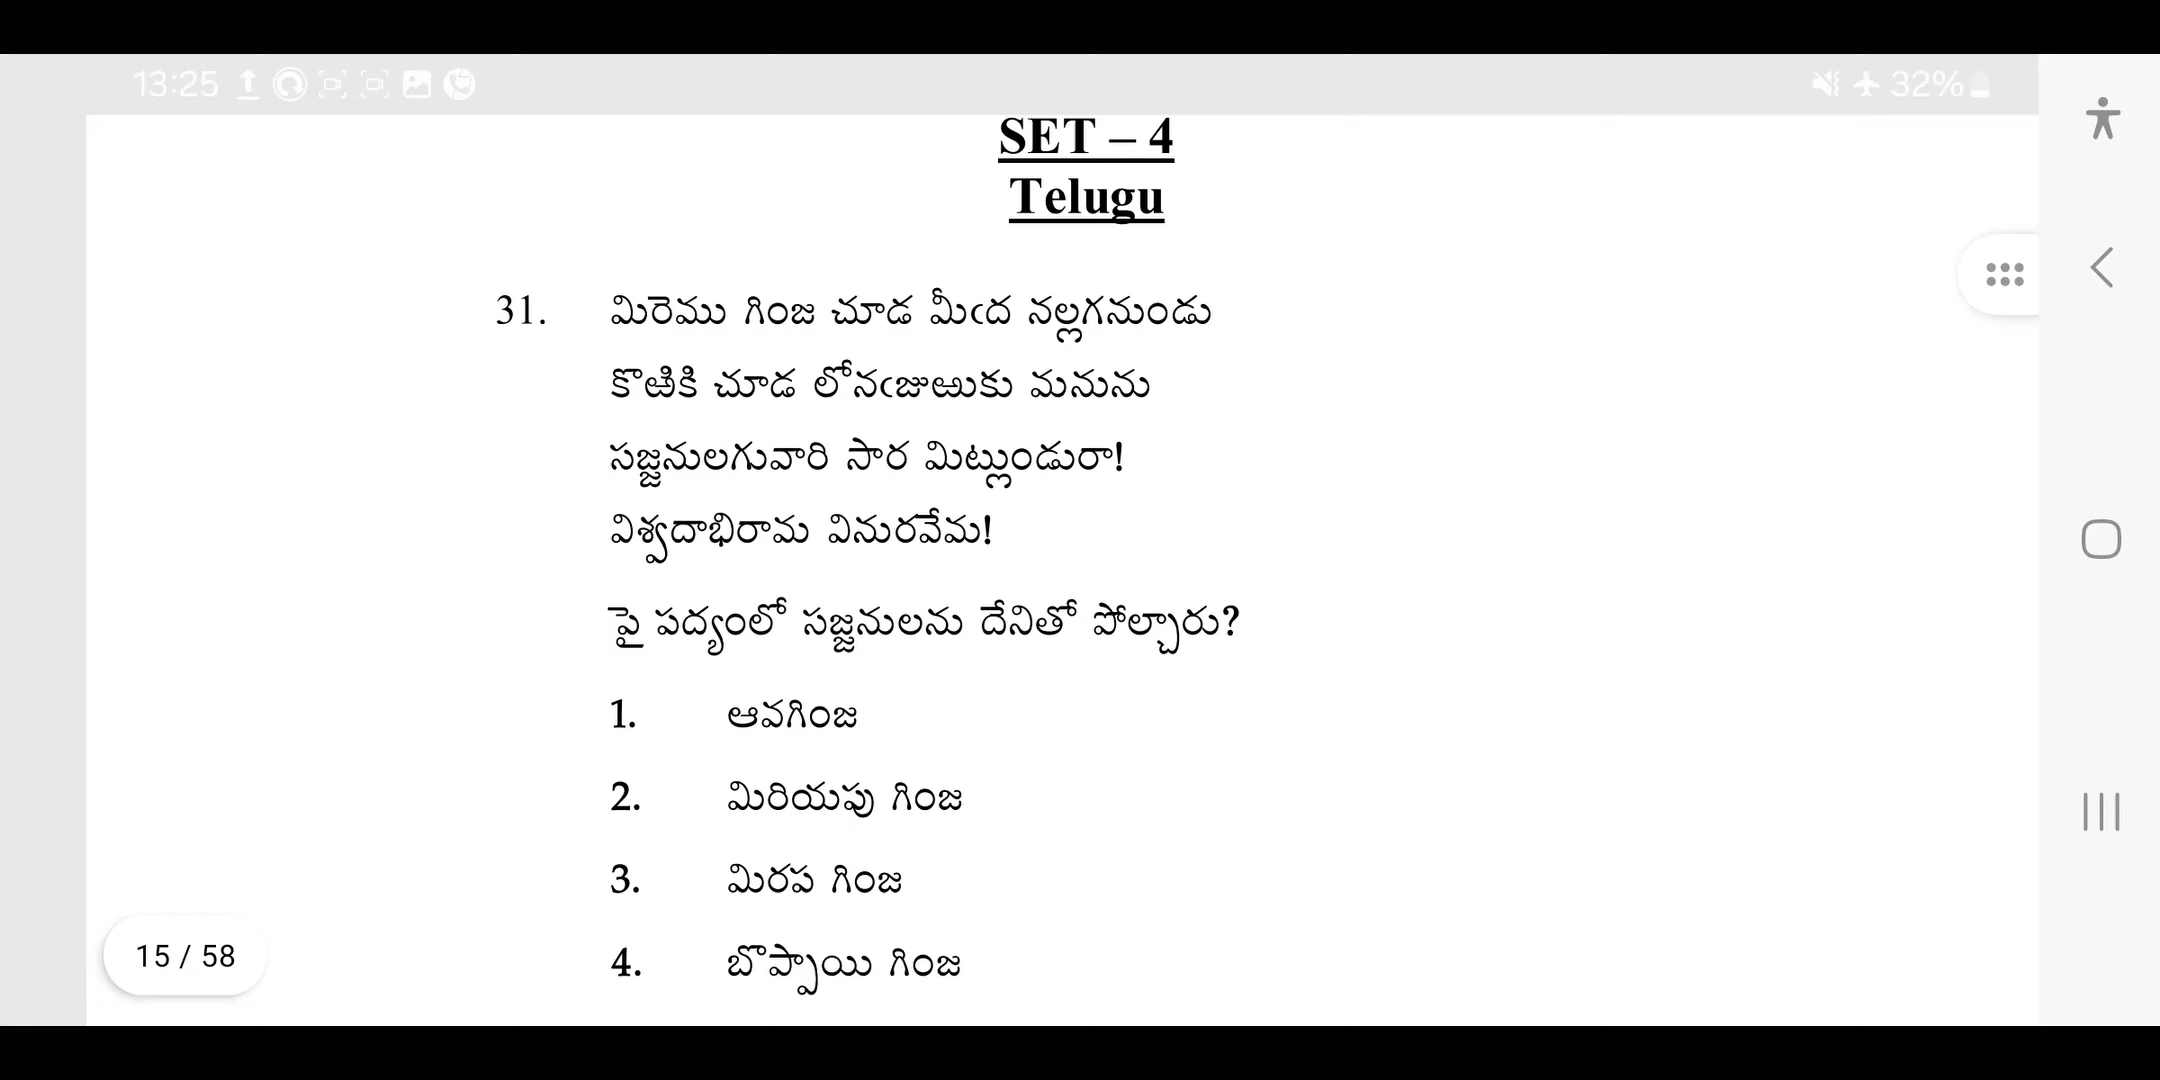 13:25 32%
SET – 4
Telugu
31. మిరెము గింజ చూడ మీఁద నల్లగనుండు
కొఱికి చూడ లోనఁజుఱుకు మనును
సజ్జనులగువారి సార మిట్లుండురా!
విశ్వదాభిరామ వినురవేమ!
పై పద్యంలో సజ్జనులను దేనితో పోల్చారు?
1. ఆవగింజ
2. మిరియపు గింజ
3. మిరప గింజ
4. బొప్పాయి గింజ
15 / 58